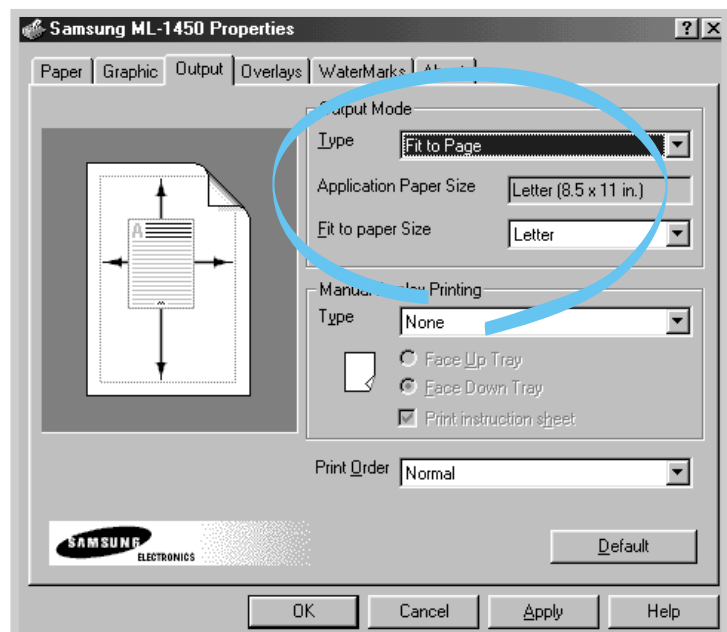 Samsung ML-1450 Properties
Paper Graphic Output Overlays WaterMarks
Output Mode
Type Fit to Page
Application Paper Size Letter (8.5 x 11 in.)
Fit to paper Size Letter
A
Printing
Type None
Face Up Tray
Face Down Tray
Print instruction sheet
Print Order Normal
SAMSUNG
ELECTRONICS
Default
OK Cancel Apply Help